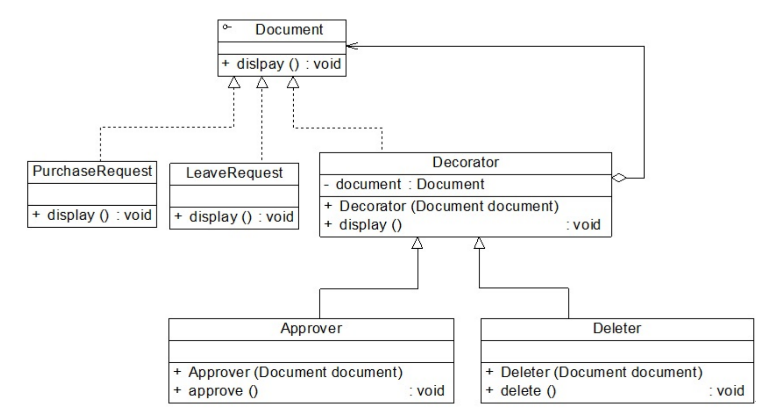 Document
+ dislpay () : void
PurchaseRequest
+ display () : void
LeaveRequest
+ display () : void
Decorator
- document : Document
+ Decorator (Document document)
+ display () : void
Approver
+ Approver (Document document)
+ approve () : void
Deleter
+ Deleter (Document document)
+ delete () : void